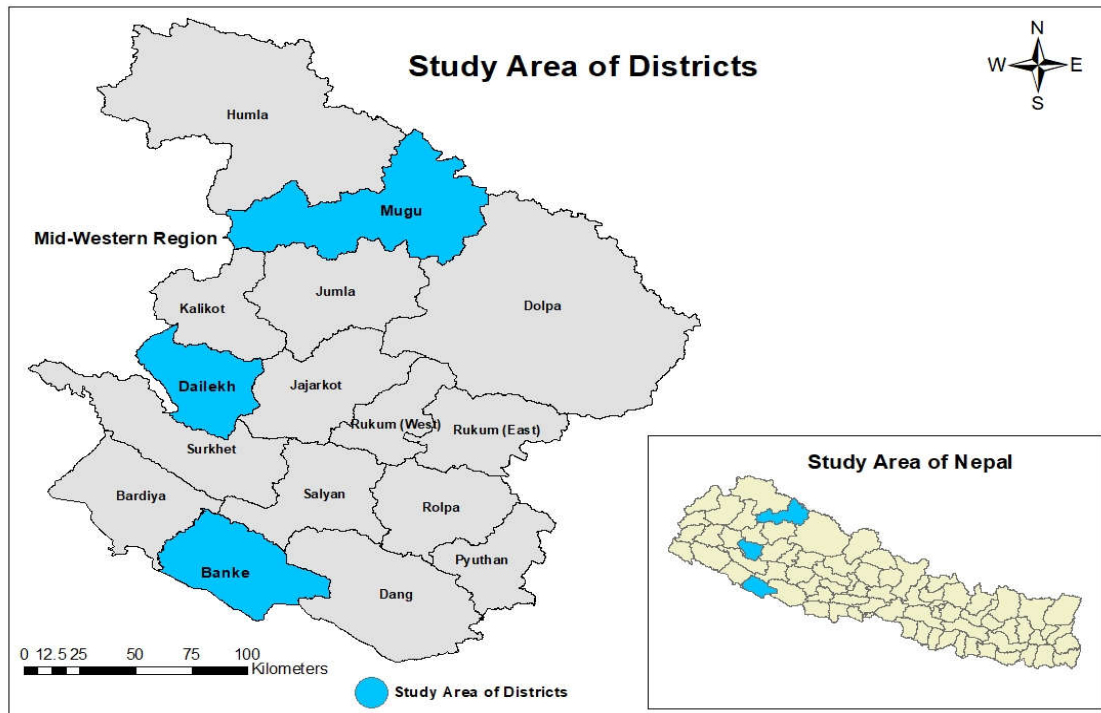 Study Area of Districts
N
W E
S
Humla
Mugu
Mid-Western Region
Jumla
Kalikot
Dolpa
Dailekh
Jajarkot
Rukum (West)
Rukum (East)
Surkhet
Bardiya
Salyan
Rolpa
Pyuthan
Banke
Dang
0 12.5 25 50 75 100
Kilometers
Study Area of Districts
Study Area of Nepal